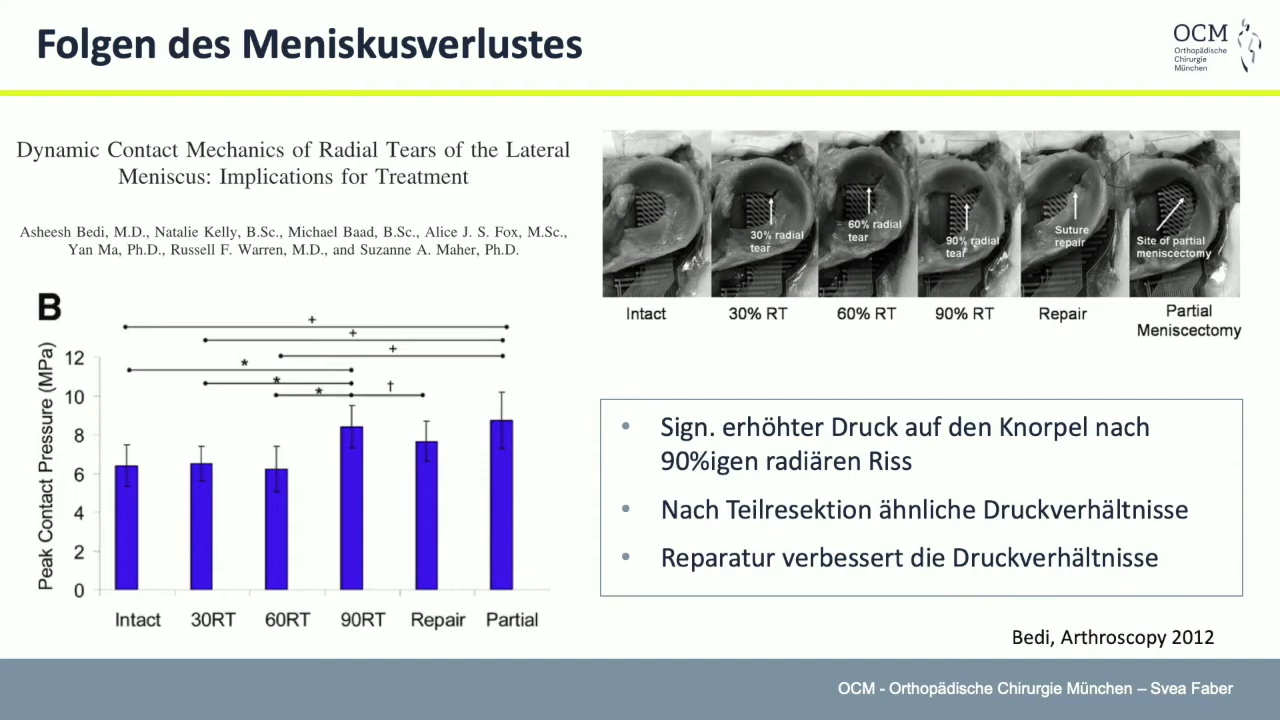 Folgen des Meniskusverlustes
OCM
Orthopädische
Chirurgie
München
Dynamic Contact Mechanics of Radial Tears of the Lateral
Meniscus: Implications for Treatment
Asheesh Bedi, M.D., Natalie Kelly, B.Sc., Michael Baad, B.Sc., Alice J. S. Fox, M.Sc.,
Yan Ma, Ph.D., Russell F. Warren, M.D., and Suzanne A. Maher, Ph.D.
30% radial
tear
60% radial
tear
90% radial
tear
Suture
repair
Site of partial
meniscectomy
Intact
30% RT
60% RT
90% RT
Repair
Partial
Meniscectomy
B
Peak Contact Pressure (MPa)
+
+
+
*
*
*
†
12
10
8
6
4
2
0
Intact
30RT
60RT
90RT
Repair
Partial
• Sign. erhöhter Druck auf den Knorpel nach
90%igen radiären Riss
• Nach Teilresektion ähnliche Druckverhältnisse
• Reparatur verbessert die Druckverhältnisse
Bedi, Arthroscopy 2012
OCM - Orthopädische Chirurgie München – Svea Faber